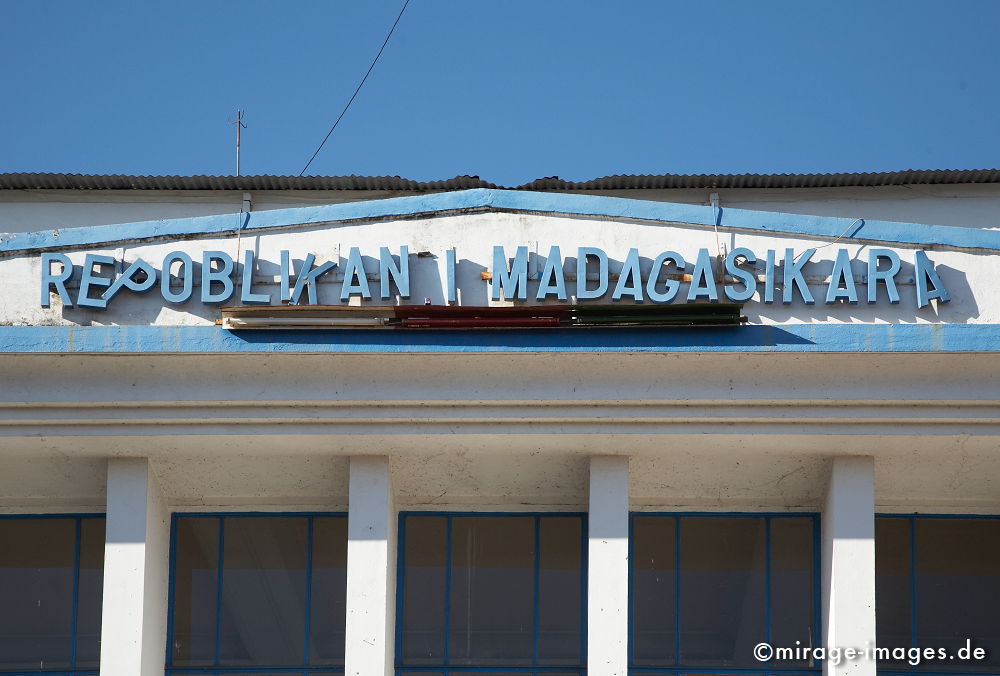 REPOBLIKAN I MADAGASIKARA
© mirage-images.de